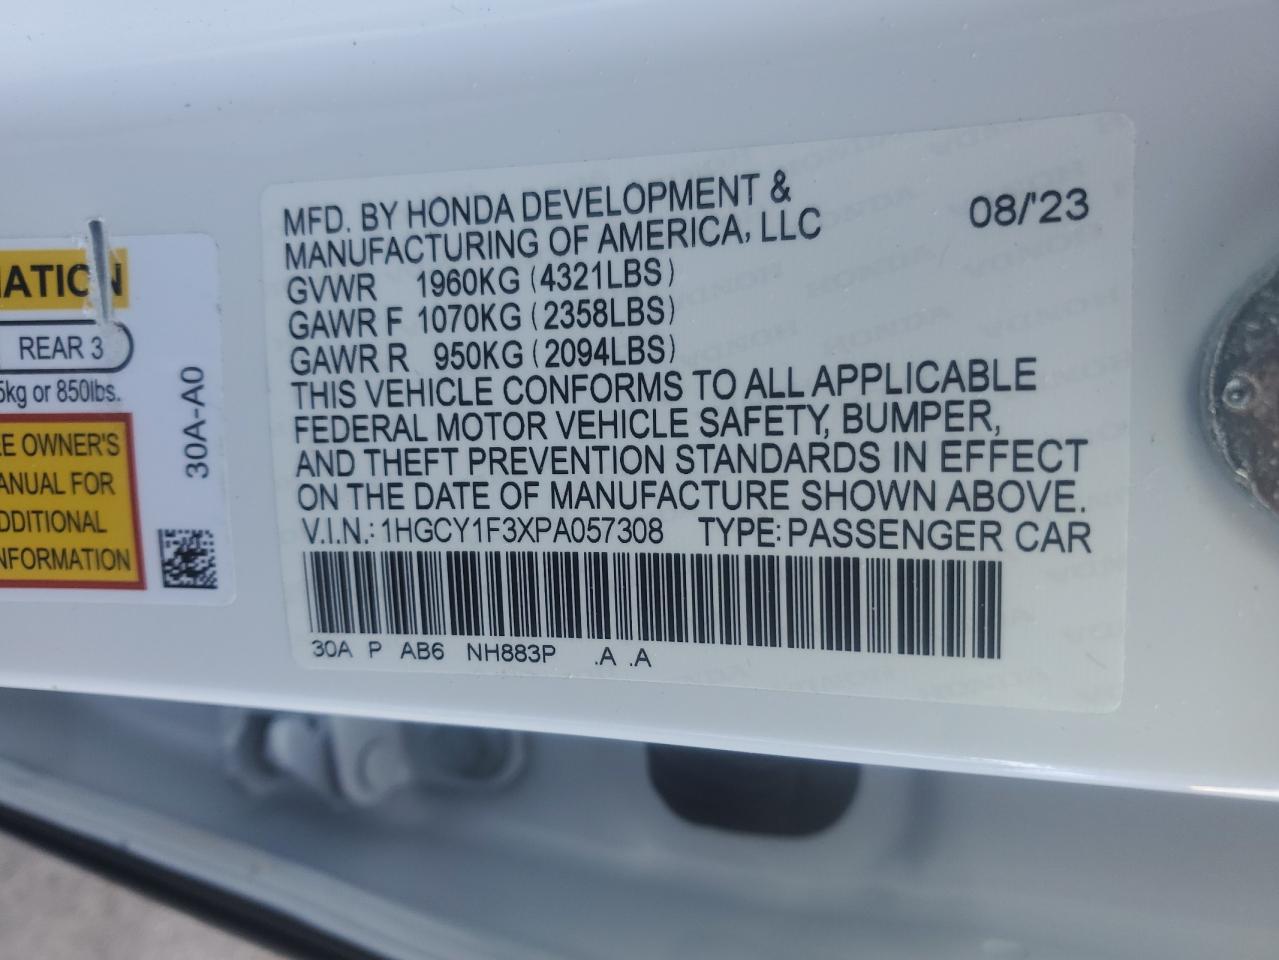 MATION
REAR 3
5kg or 850lbs.
EE OWNER'S
ANUAL FOR
DDITIONAL
NFORMATION
30A-A0
MFD. BY HONDA DEVELOPMENT &
MANUFACTURING OF AMERICA, LLC
08/'23
GVWR 1960KG (4321LBS)
GAWR F 1070KG (2358LBS)
GAWR R 950KG (2094LBS)
THIS VEHICLE CONFORMS TO ALL APPLICABLE
FEDERAL MOTOR VEHICLE SAFETY, BUMPER,
AND THEFT PREVENTION STANDARDS IN EFFECT
ON THE DATE OF MANUFACTURE SHOWN ABOVE.
V.I.N.: 1HGCY1F3XPA057308 TYPE: PASSENGER CAR
30A P AB6 NH883P .A .A